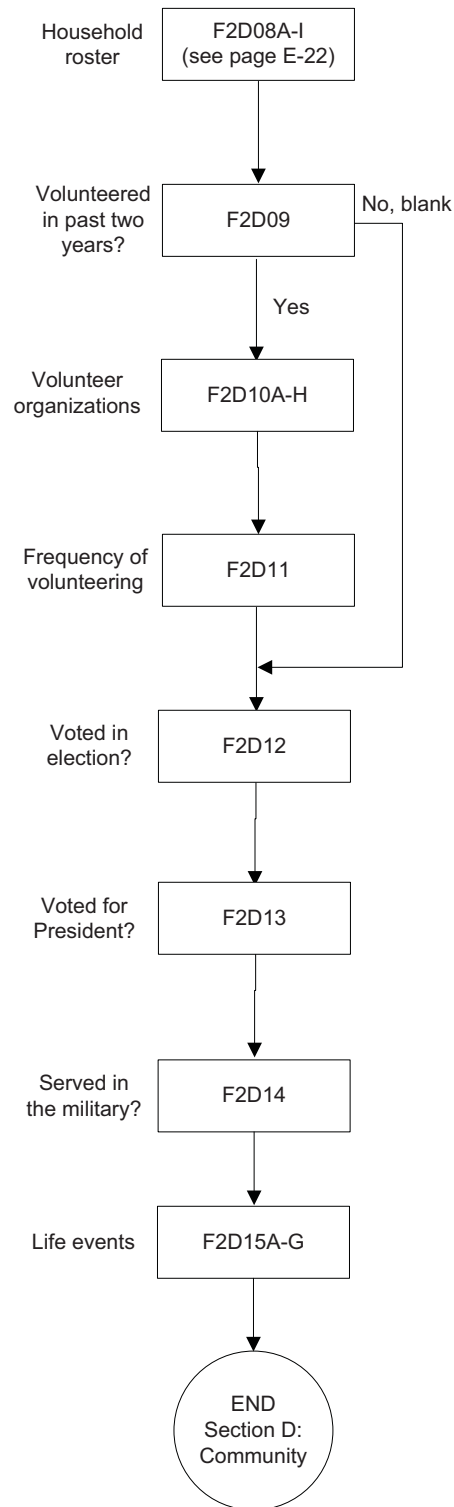 Household
roster
F2D08A-I
(see page E-22)
Volunteered
in past two
years?
F2D09
No, blank
Yes
Volunteer
organizations
F2D10A-H
Frequency of
volunteering
F2D11
Voted in
election?
F2D12
Voted for
President?
F2D13
Served in
the military?
F2D14
Life events
F2D15A-G
END
Section D:
Community